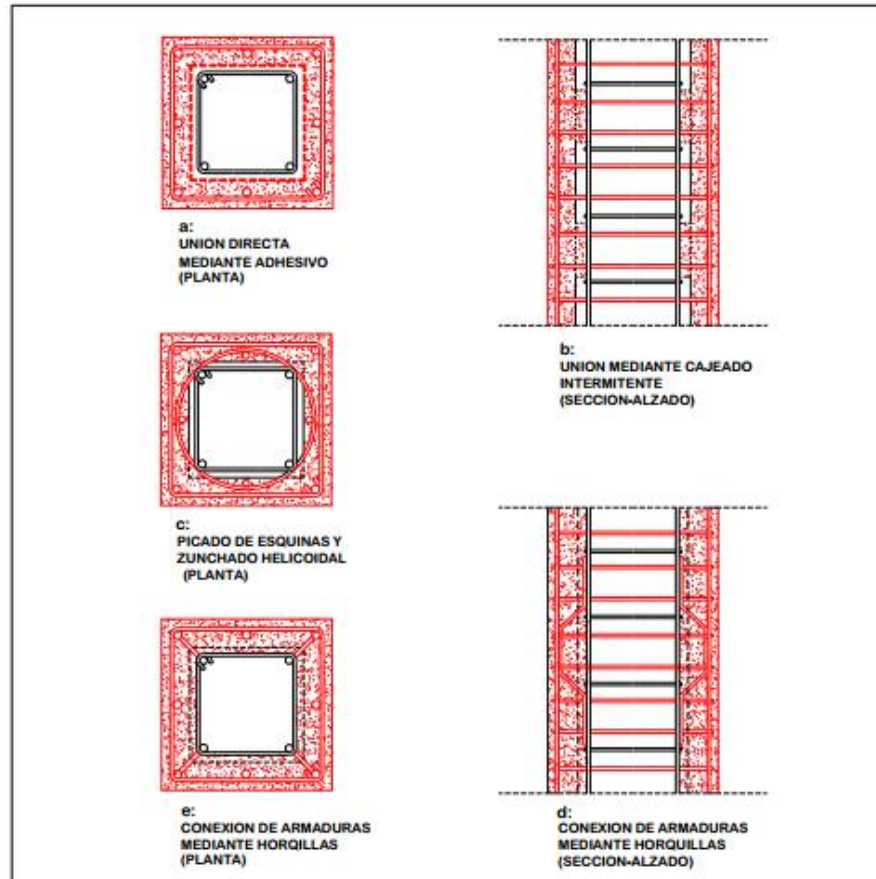 a:
UNION DIRECTA
MEDIANTE ADHESIVO
(PLANTA)
b:
UNION MEDIANTE CAJEADO
INTERMITENTE
(SECCION-ALZADO)
c:
PICADO DE ESQUINAS Y
ZUNCHADO HELICOIDAL
(PLANTA)
e:
CONEXION DE ARMADURAS
MEDIANTE HORQILLAS
(PLANTA)
d:
CONEXION DE ARMADURAS
MEDIANTE HORQUILLAS
(SECCION-ALZADO)